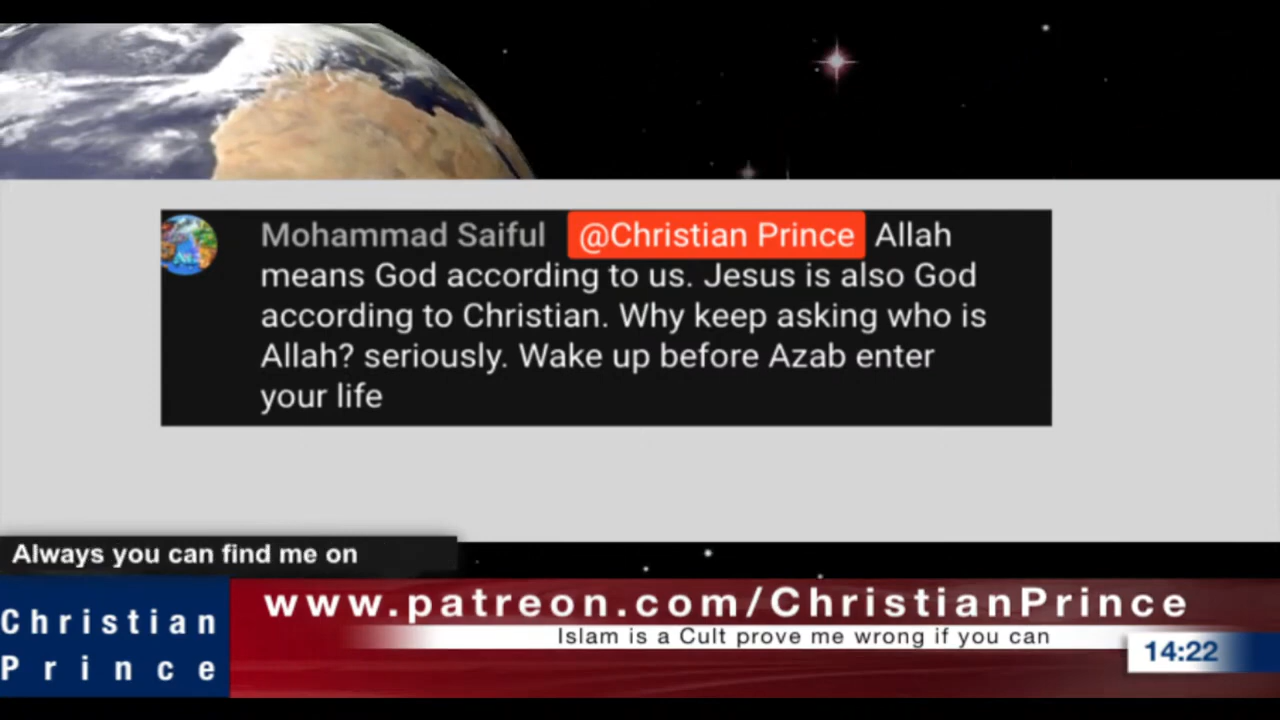 Mohammad Saiful @Christian Prince Allah
means God according to us. Jesus is also God
according to Christian. Why keep asking who is
Allah? seriously. Wake up before Azab enter
your life
Always you can find me on
www.patreon.com/ChristianPrince
Islam is a Cult prove me wrong if you can
Christian
Prince
14:22